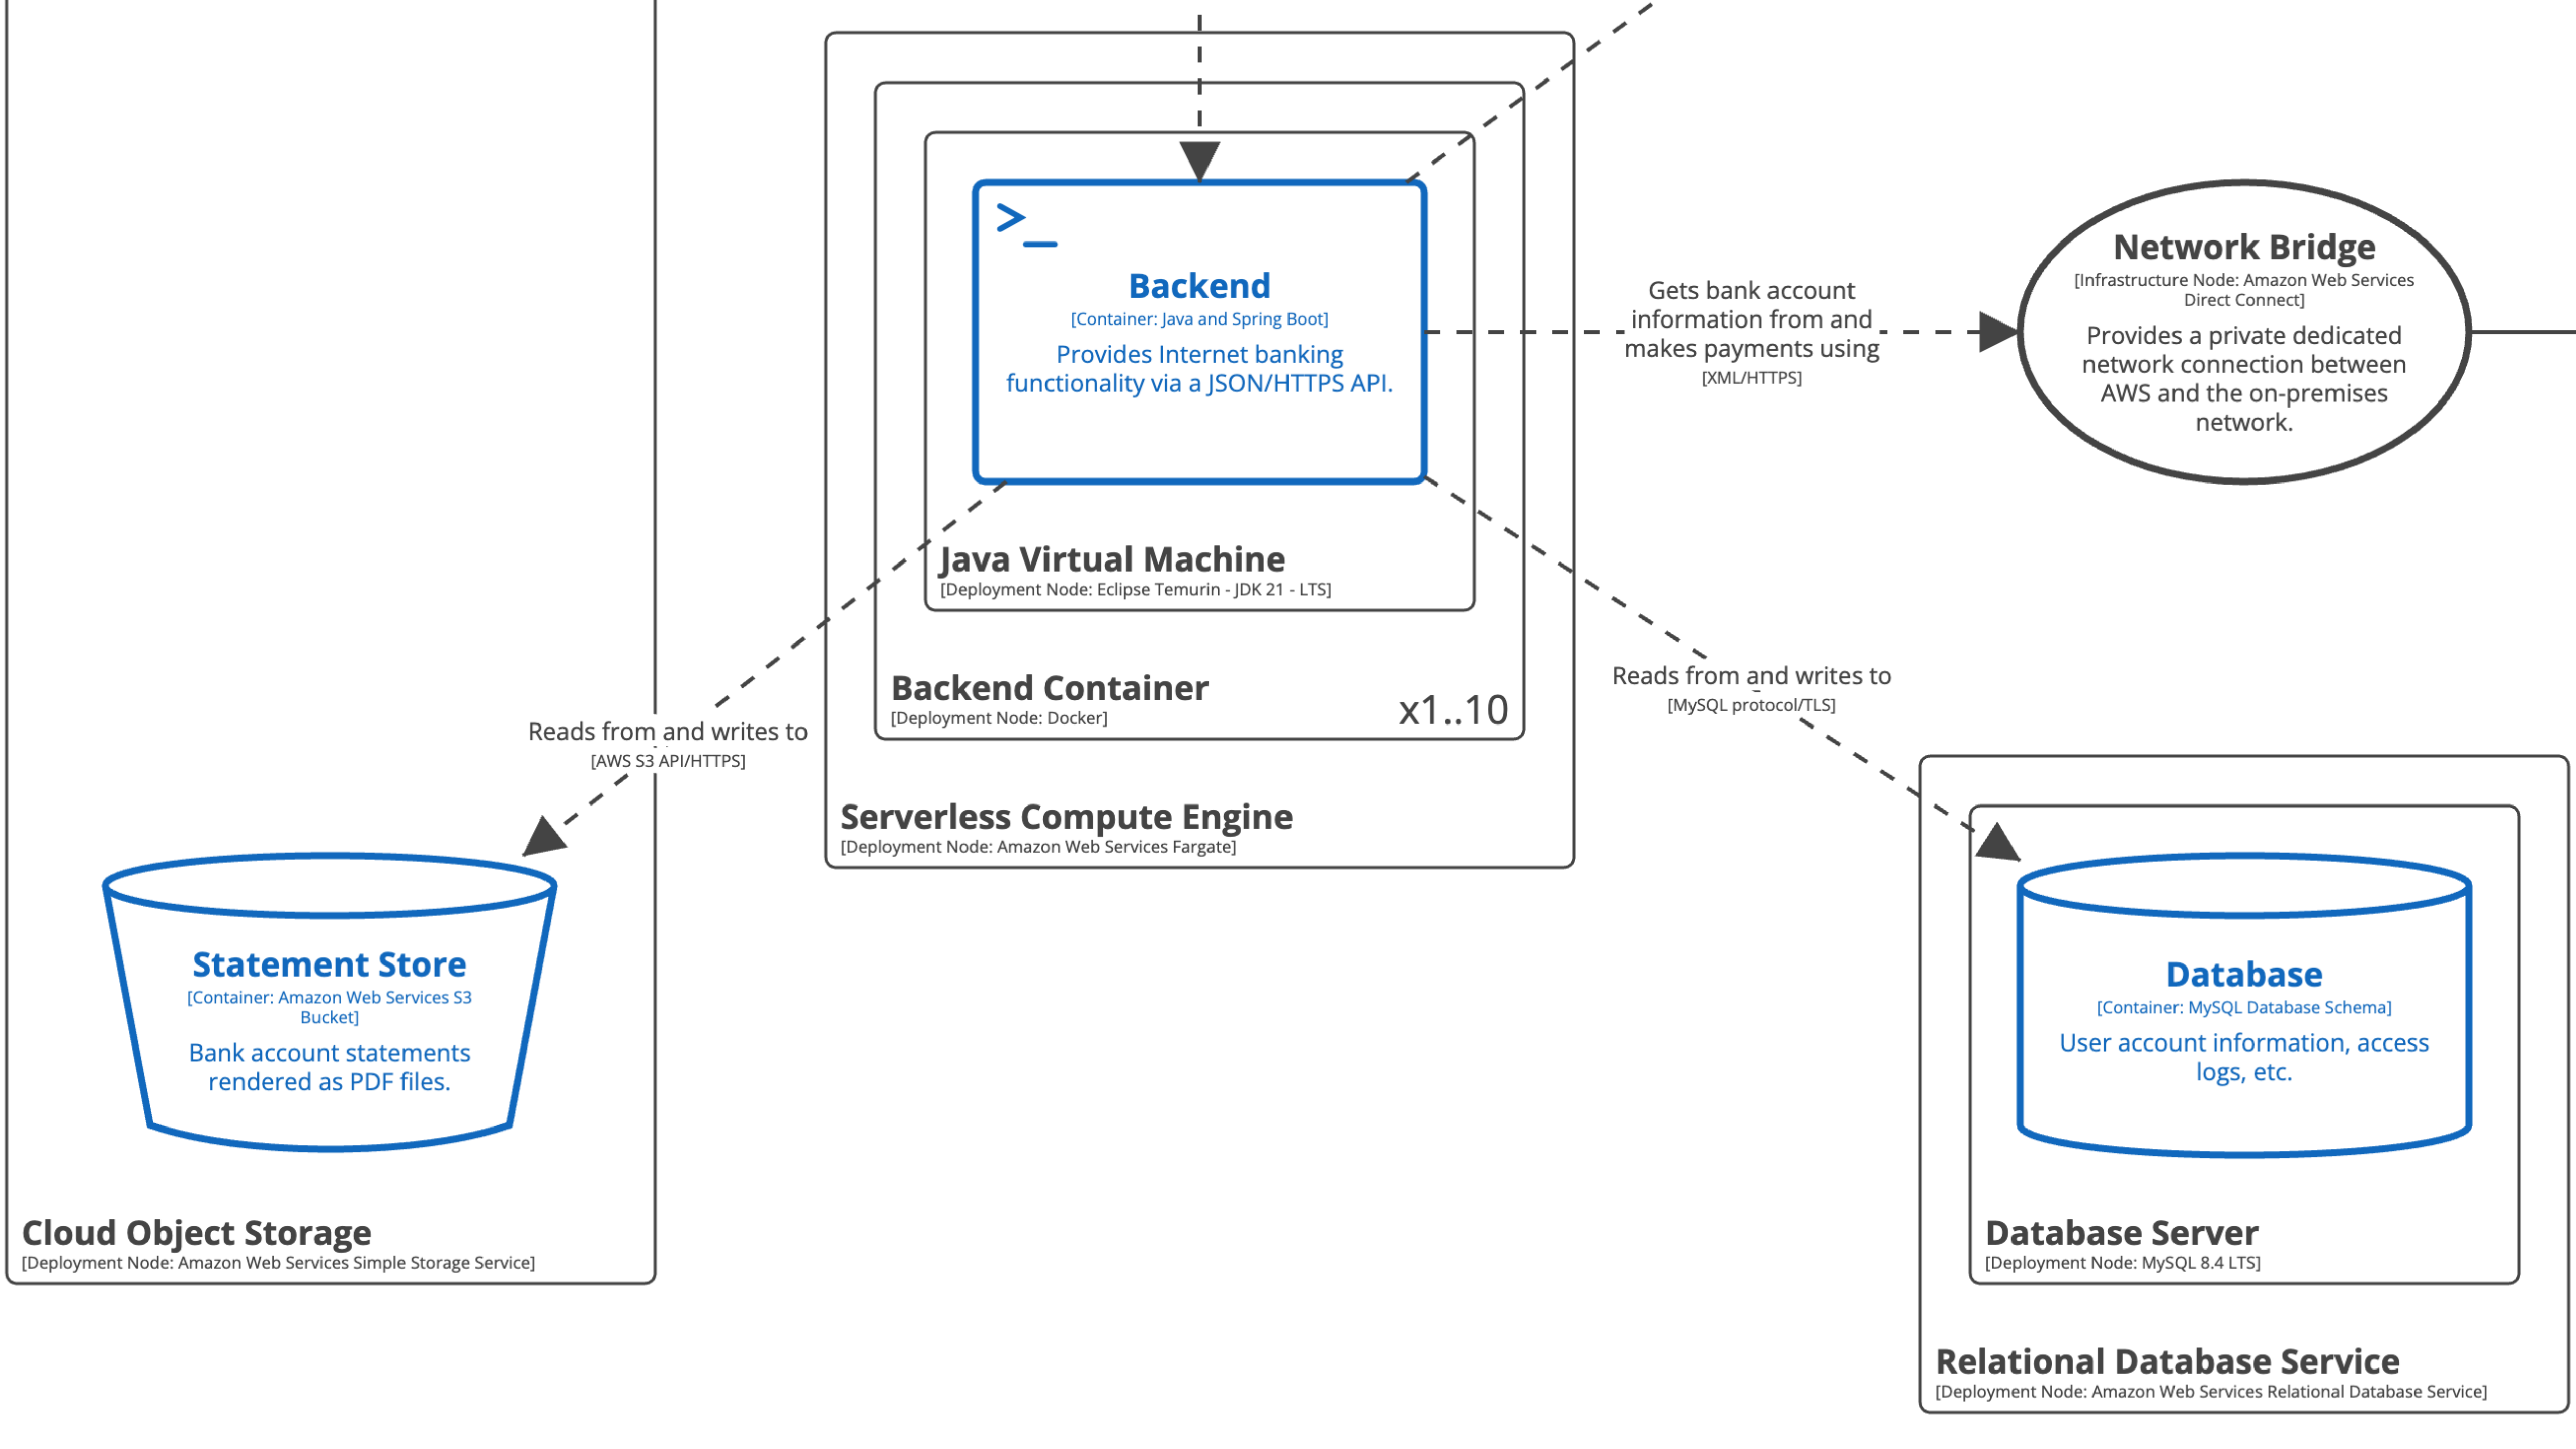 >_
Backend
[Container: Java and Spring Boot]
Provides Internet banking
functionality via a JSON/HTTPS API.
Java Virtual Machine
[Deployment Node: Eclipse Temurin - JDK 21 - LTS]
Backend Container
[Deployment Node: Docker]
x1..10
Serverless Compute Engine
[Deployment Node: Amazon Web Services Fargate]
Gets bank account
information from and
makes payments using
[XML/HTTPS]
Network Bridge
[Infrastructure Node: Amazon Web Services
Direct Connect]
Provides a private dedicated
network connection between
AWS and the on-premises
network.
Reads from and writes to
[AWS S3 API/HTTPS]
Reads from and writes to
[MySQL protocol/TLS]
Statement Store
[Container: Amazon Web Services S3
Bucket]
Bank account statements
rendered as PDF files.
Cloud Object Storage
[Deployment Node: Amazon Web Services Simple Storage Service]
Database
[Container: MySQL Database Schema]
User account information, access
logs, etc.
Database Server
[Deployment Node: MySQL 8.4 LTS]
Relational Database Service
[Deployment Node: Amazon Web Services Relational Database Service]